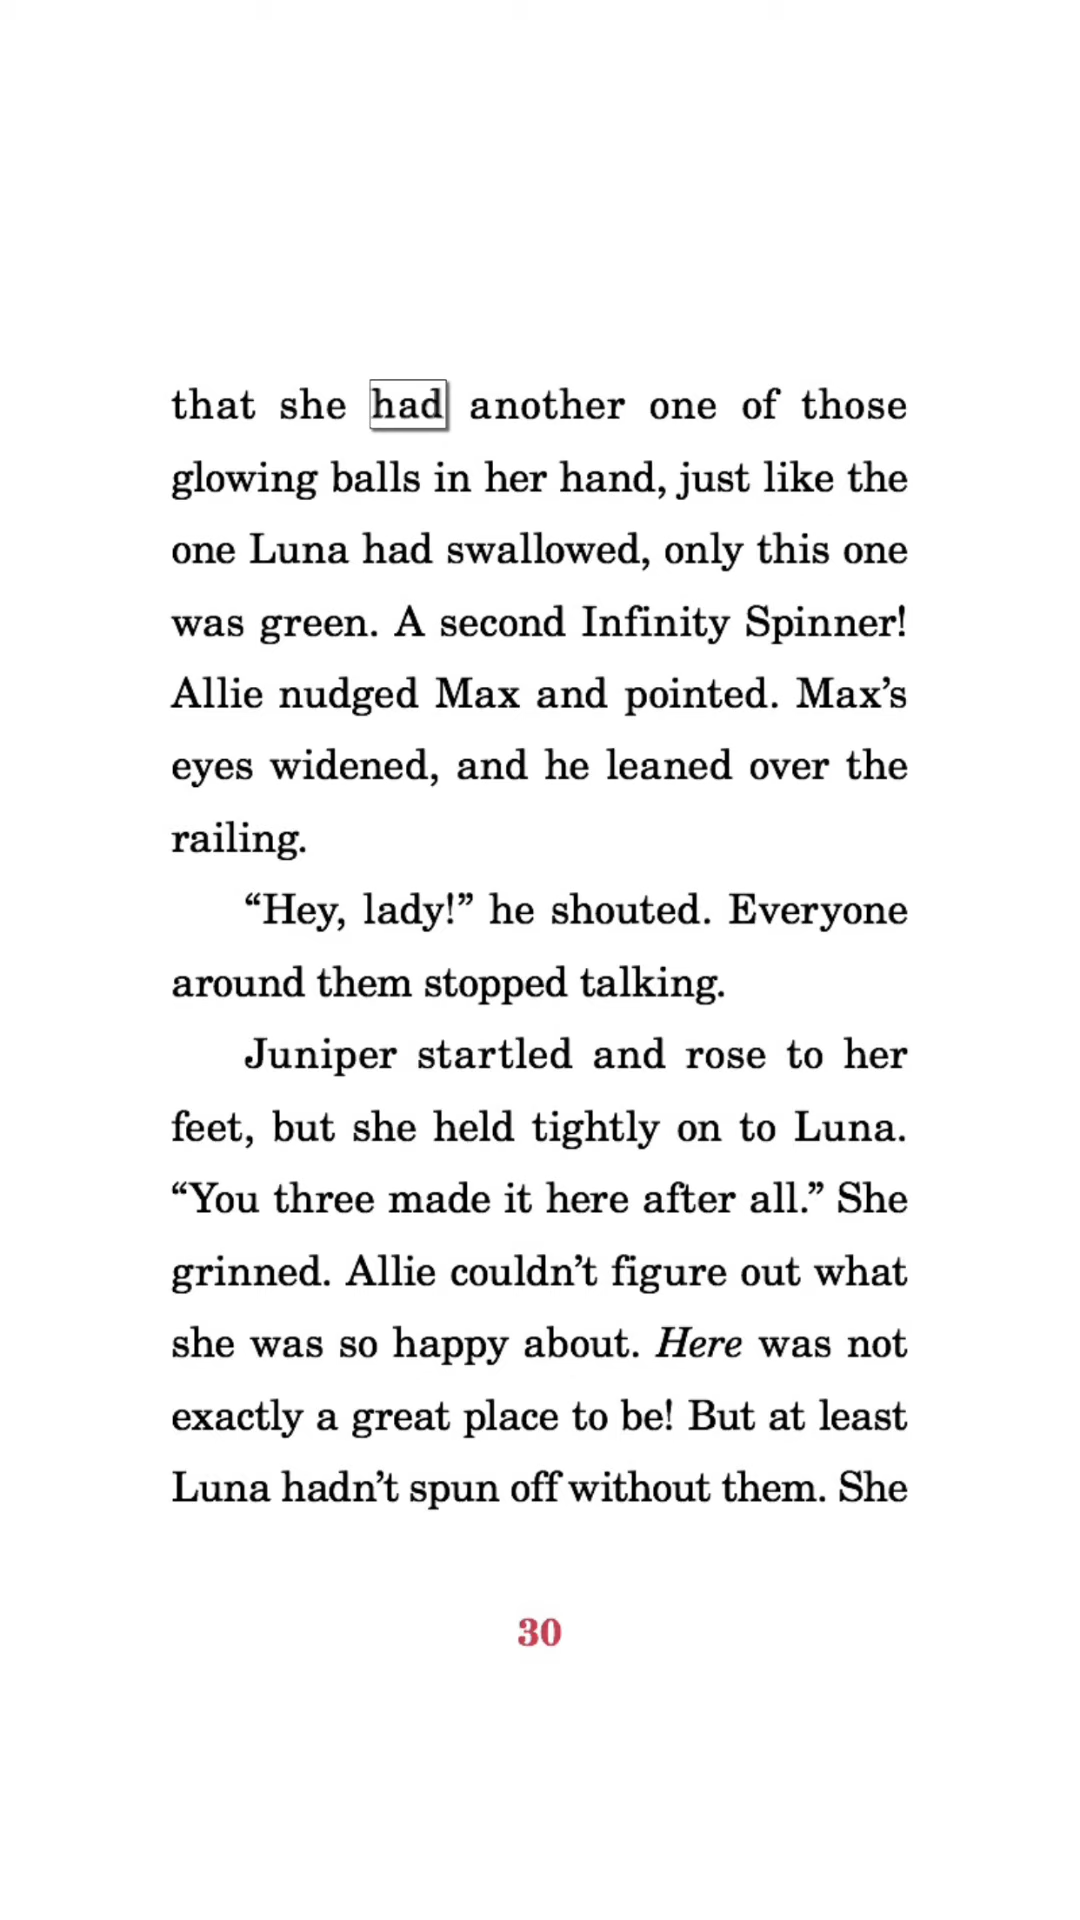 that she had another one of those
glowing balls in her hand, just like the
one Luna had swallowed, only this one
was green. A second Infinity Spinner!
Allie nudged Max and pointed. Max’s
eyes widened, and he leaned over the
railing.
“Hey, lady!” he shouted. Everyone
around them stopped talking.
Juniper startled and rose to her
feet, but she held tightly on to Luna.
“You three made it here after all.” She
grinned. Allie couldn’t figure out what
she was so happy about. Here was not
exactly a great place to be! But at least
Luna hadn’t spun off without them. She
30